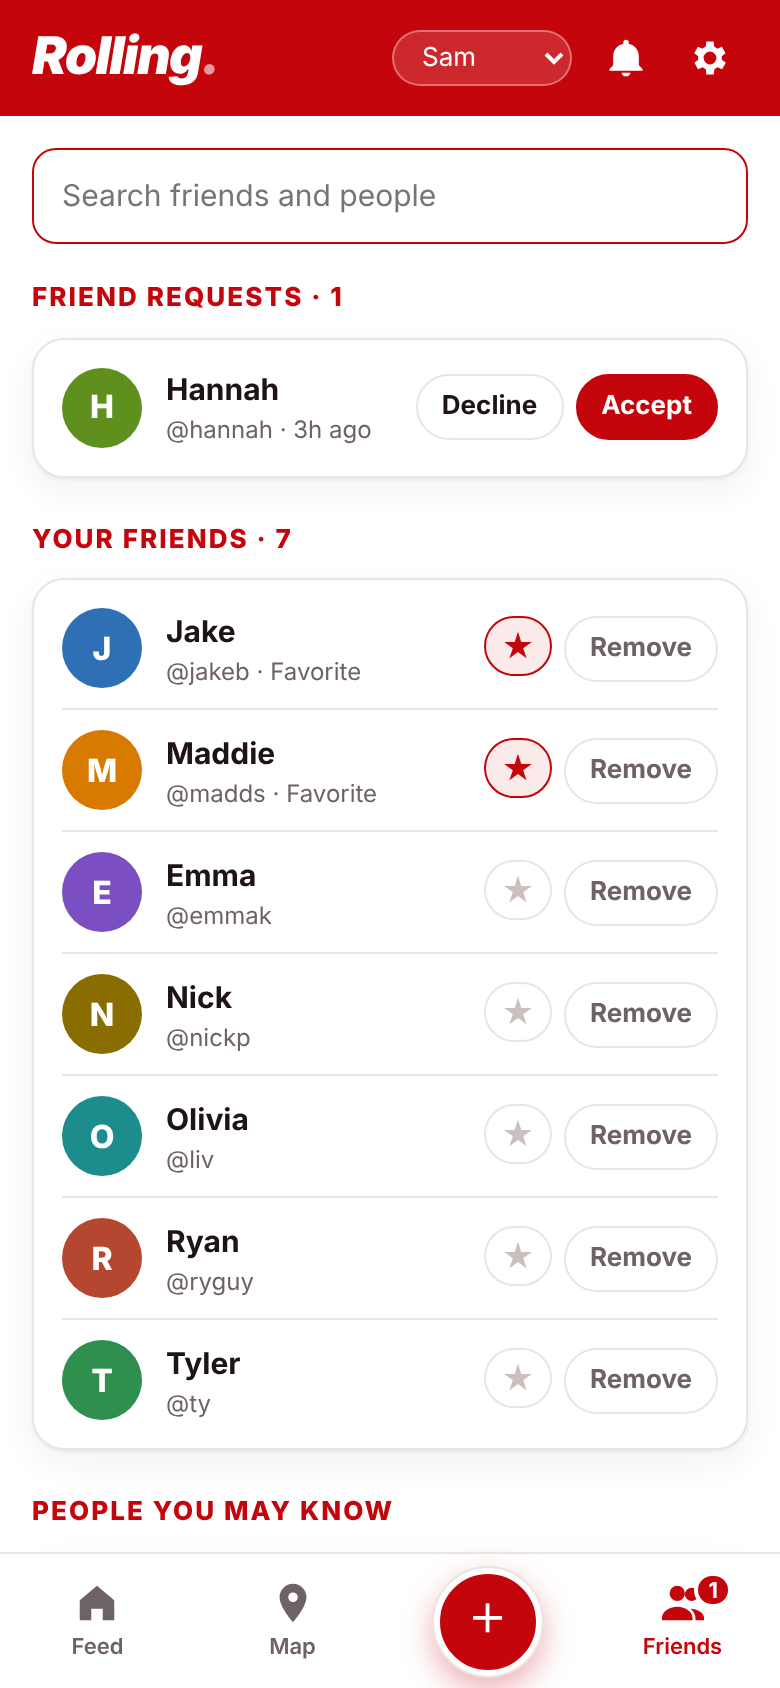 Rolling.
Sam
Search friends and people
FRIEND REQUESTS · 1
H
Hannah
@hannah · 3h ago
Decline
Accept
YOUR FRIENDS · 7
J
Jake
@jakeb · Favorite
★
Remove
M
Maddie
@madds · Favorite
★
Remove
E
Emma
@emmak
★
Remove
N
Nick
@nickp
★
Remove
O
Olivia
@liv
★
Remove
R
Ryan
@ryguy
★
Remove
T
Tyler
@ty
★
Remove
PEOPLE YOU MAY KNOW
Feed
Map
+
1
Friends